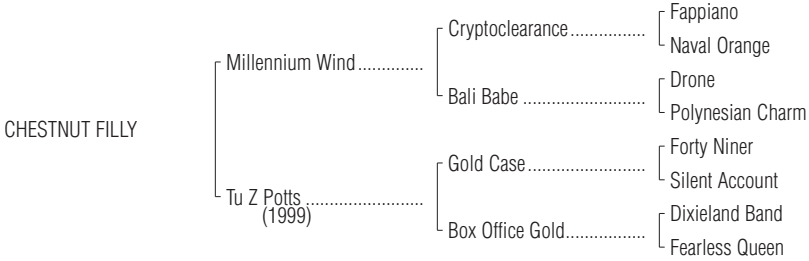 Fappiano
Cryptoclearance................
Naval Orange
Millennium Wind..............
Drone
Bali Babe ..........................
Polynesian Charm
CHESTNUT FILLY
Forty Niner
Gold Case.........................
Silent Account
Tu Z Potts .........................
(1999)
Dixieland Band
Box Office Gold.................
Fearless Queen